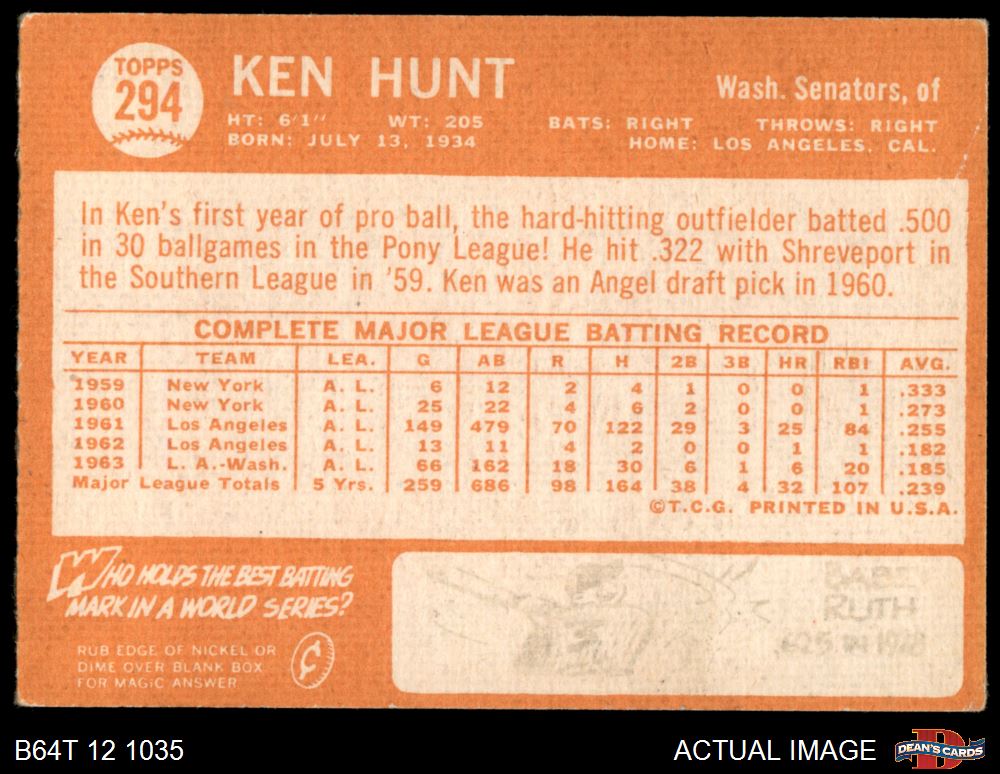 TOPPS
294
KEN HUNT
Wash. Senators, of
HT: 6'1" WT: 205 BATS: RIGHT THROWS: RIGHT
BORN: JULY 13, 1934 HOME: LOS ANGELES, CAL.
In Ken's first year of pro ball, the hard-hitting outfielder batted .500
in 30 ballgames in the Pony League! He hit .322 with Shreveport in
the Southern League in '59. Ken was an Angel draft pick in 1960.
COMPLETE MAJOR LEAGUE BATTING RECORD
YEAR TEAM LEA. G AB R H 2B 3B HR RBI AVG.
1959 New York A. L. 6 12 2 4 1 0 0 1 .333
1960 New York A. L. 25 22 4 6 2 0 0 1 .273
1961 Los Angeles A. L. 149 479 70 122 29 3 25 84 .255
1962 Los Angeles A. L. 13 11 4 2 0 0 1 1 .182
1963 L. A.-Wash. A. L. 66 162 18 30 6 1 6 20 .185
Major League Totals 5 Yrs. 259 686 98 164 38 4 32 107 .239
©T.C.G. PRINTED IN U.S.A.
WHO HOLDS THE BEST BATTING
MARK IN A WORLD SERIES?
RUB EDGE OF NICKEL OR
DIME OVER BLANK BOX
FOR MAGIC ANSWER
BABE
RUTH
.625 IN 1928
B64T 12 1035
ACTUAL IMAGE
DEAN'S CARDS